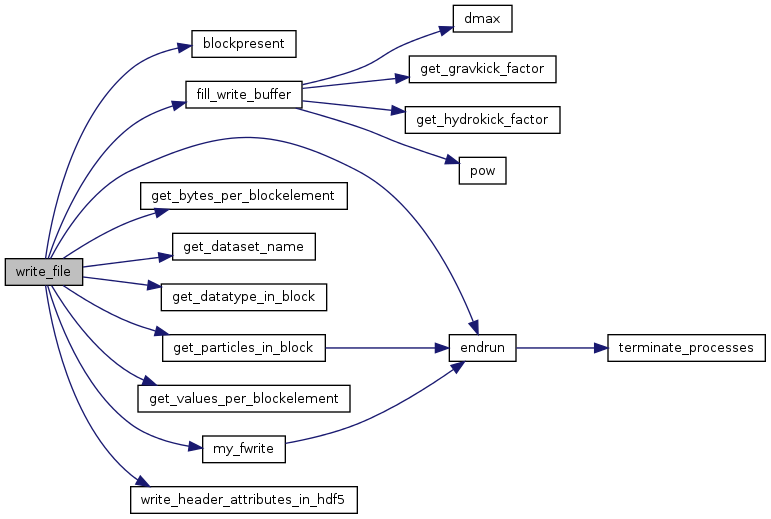 dmax
blockpresent
get_gravkick_factor
fill_write_buffer
get_hydrokick_factor
pow
get_bytes_per_blockelement
get_dataset_name
write_file
get_datatype_in_block
get_particles_in_block
endrun
terminate_processes
get_values_per_blockelement
my_fwrite
write_header_attributes_in_hdf5